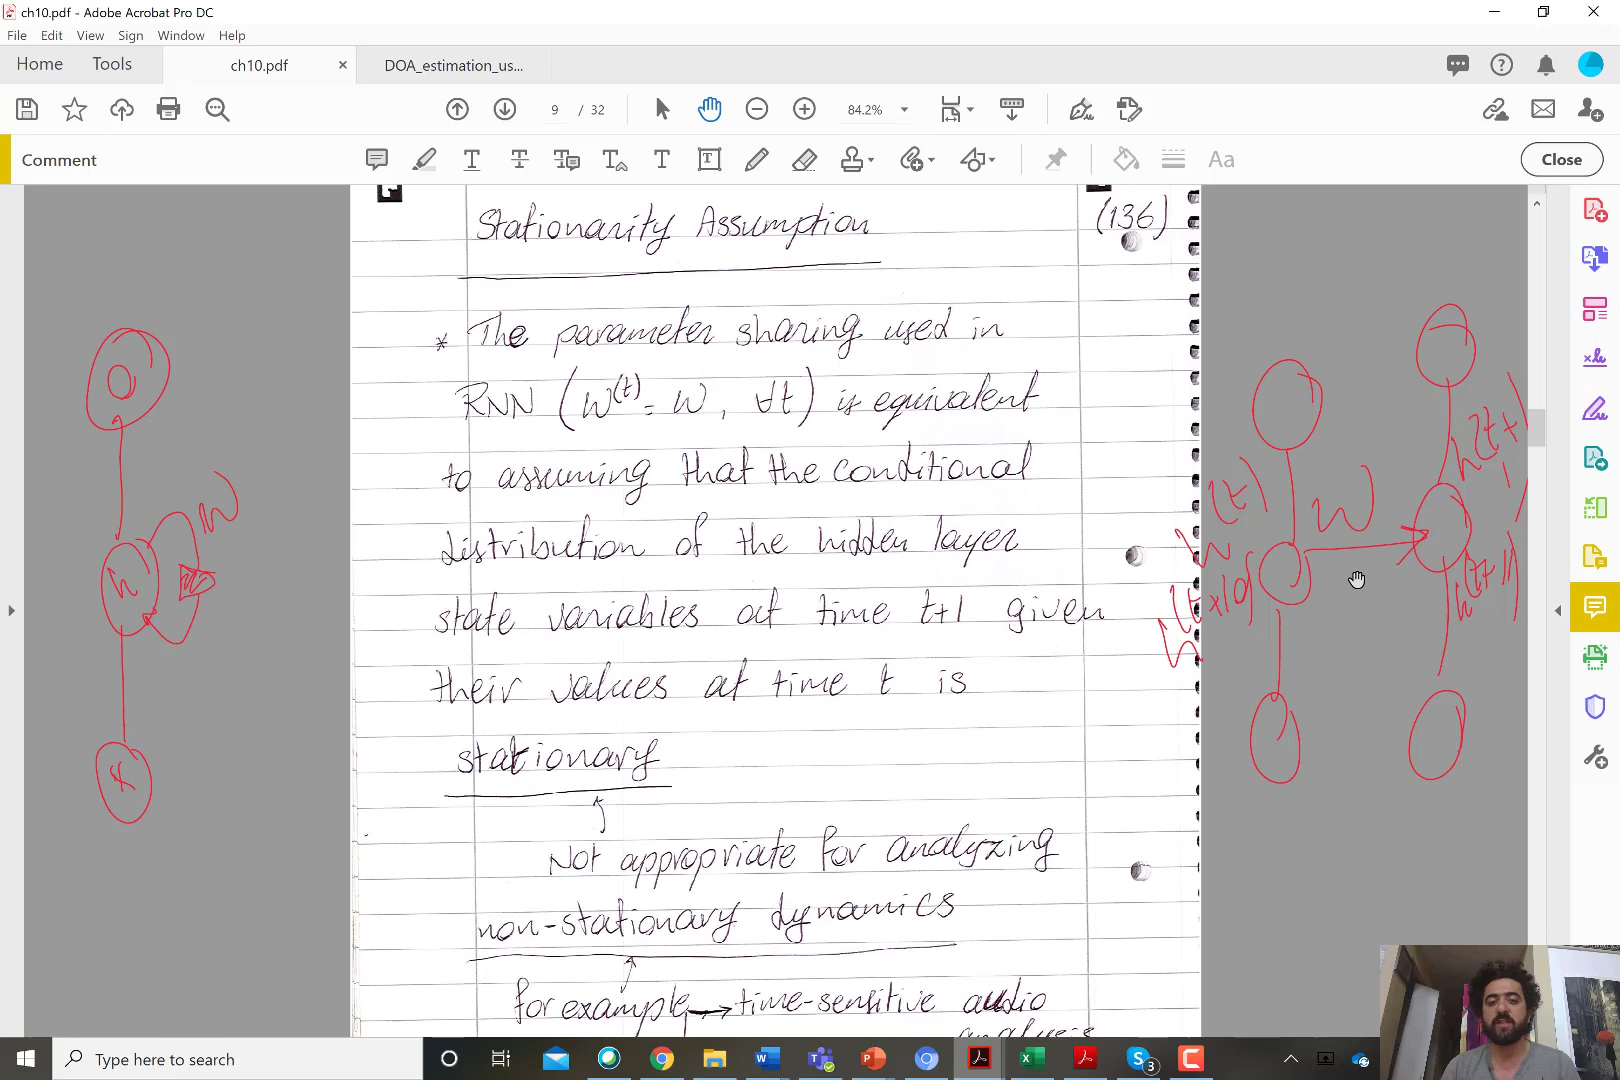 ch10.pdf - Adobe Acrobat Pro DC
File Edit View Sign Window Help
Home Tools ch10.pdf × DOA_estimation_us...
9 / 32 84.2%
Comment Close
Stationarity Assumption (136)
* The parameter sharing used in
RNN (W^(t) = W, ∀t) is equivalent
to assuming that the conditional
distribution of the hidden layer
state variables at time t+1 given
their values at time t is
stationary
Not appropriate for analyzing
non-stationary dynamics
for example → time-sensitive audio
analysis
O
h
W
x
W
Type here to search
3